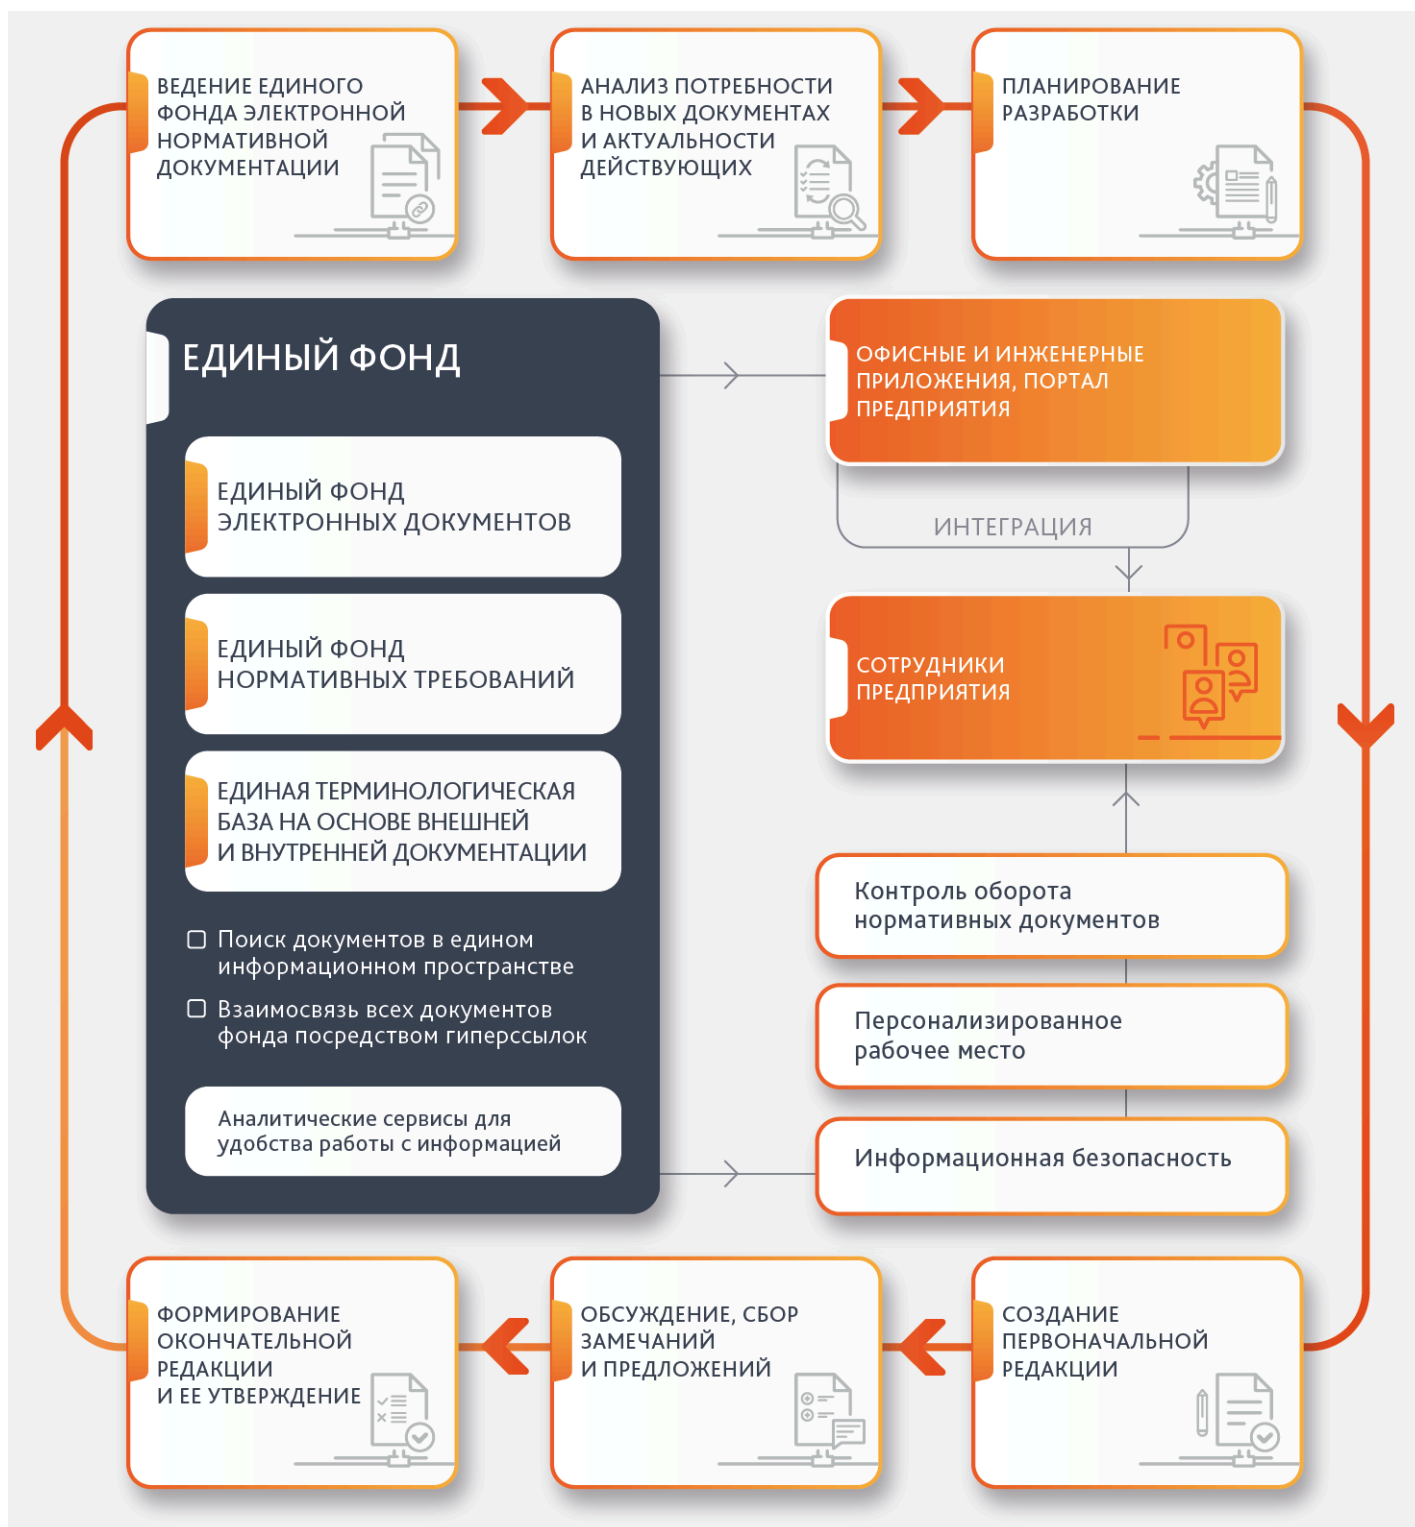 ВЕДЕНИЕ ЕДИНОГО
ФОНДА ЭЛЕКТРОННОЙ
НОРМАТИВНОЙ
ДОКУМЕНТАЦИИ
АНАЛИЗ ПОТРЕБНОСТИ
В НОВЫХ ДОКУМЕНТАХ
И АКТУАЛЬНОСТИ
ДЕЙСТВУЮЩИХ
ПЛАНИРОВАНИЕ
РАЗРАБОТКИ
ЕДИНЫЙ ФОНД
ЕДИНЫЙ ФОНД
ЭЛЕКТРОННЫХ ДОКУМЕНТОВ
ЕДИНЫЙ ФОНД
НОРМАТИВНЫХ ТРЕБОВАНИЙ
ЕДИНАЯ ТЕРМИНОЛОГИЧЕСКАЯ
БАЗА НА ОСНОВЕ ВНЕШНЕЙ
И ВНУТРЕННЕЙ ДОКУМЕНТАЦИИ
Поиск документов в едином
информационном пространстве
Взаимосвязь всех документов
фонда посредством гиперссылок
Аналитические сервисы для
удобства работы с информацией
ОФИСНЫЕ И ИНЖЕНЕРНЫЕ
ПРИЛОЖЕНИЯ, ПОРТАЛ
ПРЕДПРИЯТИЯ
ИНТЕГРАЦИЯ
СОТРУДНИКИ
ПРЕДПРИЯТИЯ
Контроль оборота
нормативных документов
Персонализированное
рабочее место
Информационная безопасность
ФОРМИРОВАНИЕ
ОКОНЧАТЕЛЬНОЙ
РЕДАКЦИИ
И ЕЕ УТВЕРЖДЕНИЕ
ОБСУЖДЕНИЕ, СБОР
ЗАМЕЧАНИЙ
И ПРЕДЛОЖЕНИЙ
СОЗДАНИЕ
ПЕРВОНАЧАЛЬНОЙ
РЕДАКЦИИ